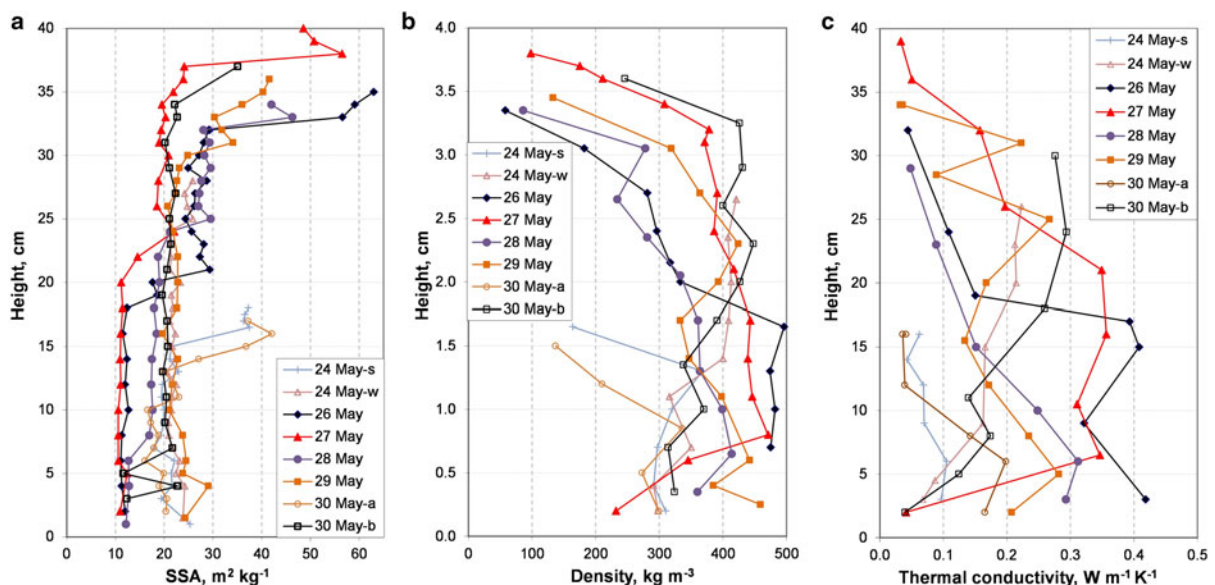 a
Height, cm
40
35
30
25
20
15
10
5
0
24 May-s
24 May-w
26 May
27 May
28 May
29 May
30 May-a
30 May-b
0 10 20 30 40 50 60
SSA, m² kg⁻¹
b
Height, cm
4.0
3.5
3.0
2.5
2.0
1.5
1.0
0.5
0.0
24 May-s
24 May-w
26 May
27 May
28 May
29 May
30 May-a
30 May-b
0 100 200 300 400 500
Density, kg m⁻³
c
Height, cm
40
35
30
25
20
15
10
5
0
24 May-s
24 May-w
26 May
27 May
28 May
29 May
30 May-a
30 May-b
0.0 0.1 0.2 0.3 0.4 0.5
Thermal conductivity, W m⁻¹ K⁻¹